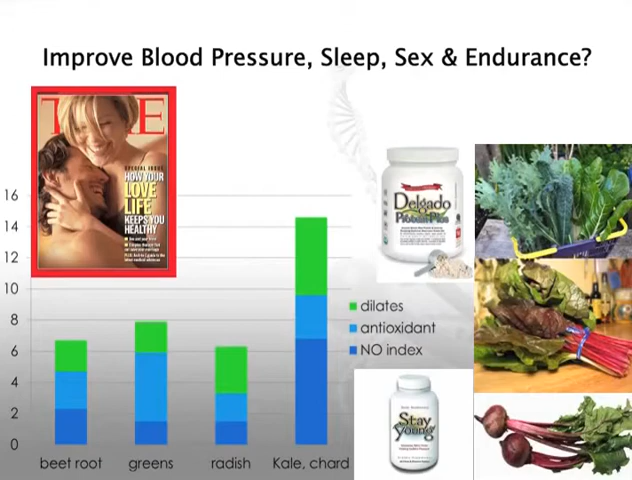 Improve Blood Pressure, Sleep, Sex & Endurance?
TIME
SPECIAL ISSUE
HOW YOUR
LOVE
LIFE
KEEPS YOU
HEALTHY
16
14
12
10
8
6
4
2
0
beet root
greens
radish
Kale, chard
dilates
antioxidant
NO index
Delgado
Protein Plus
Stay
Young